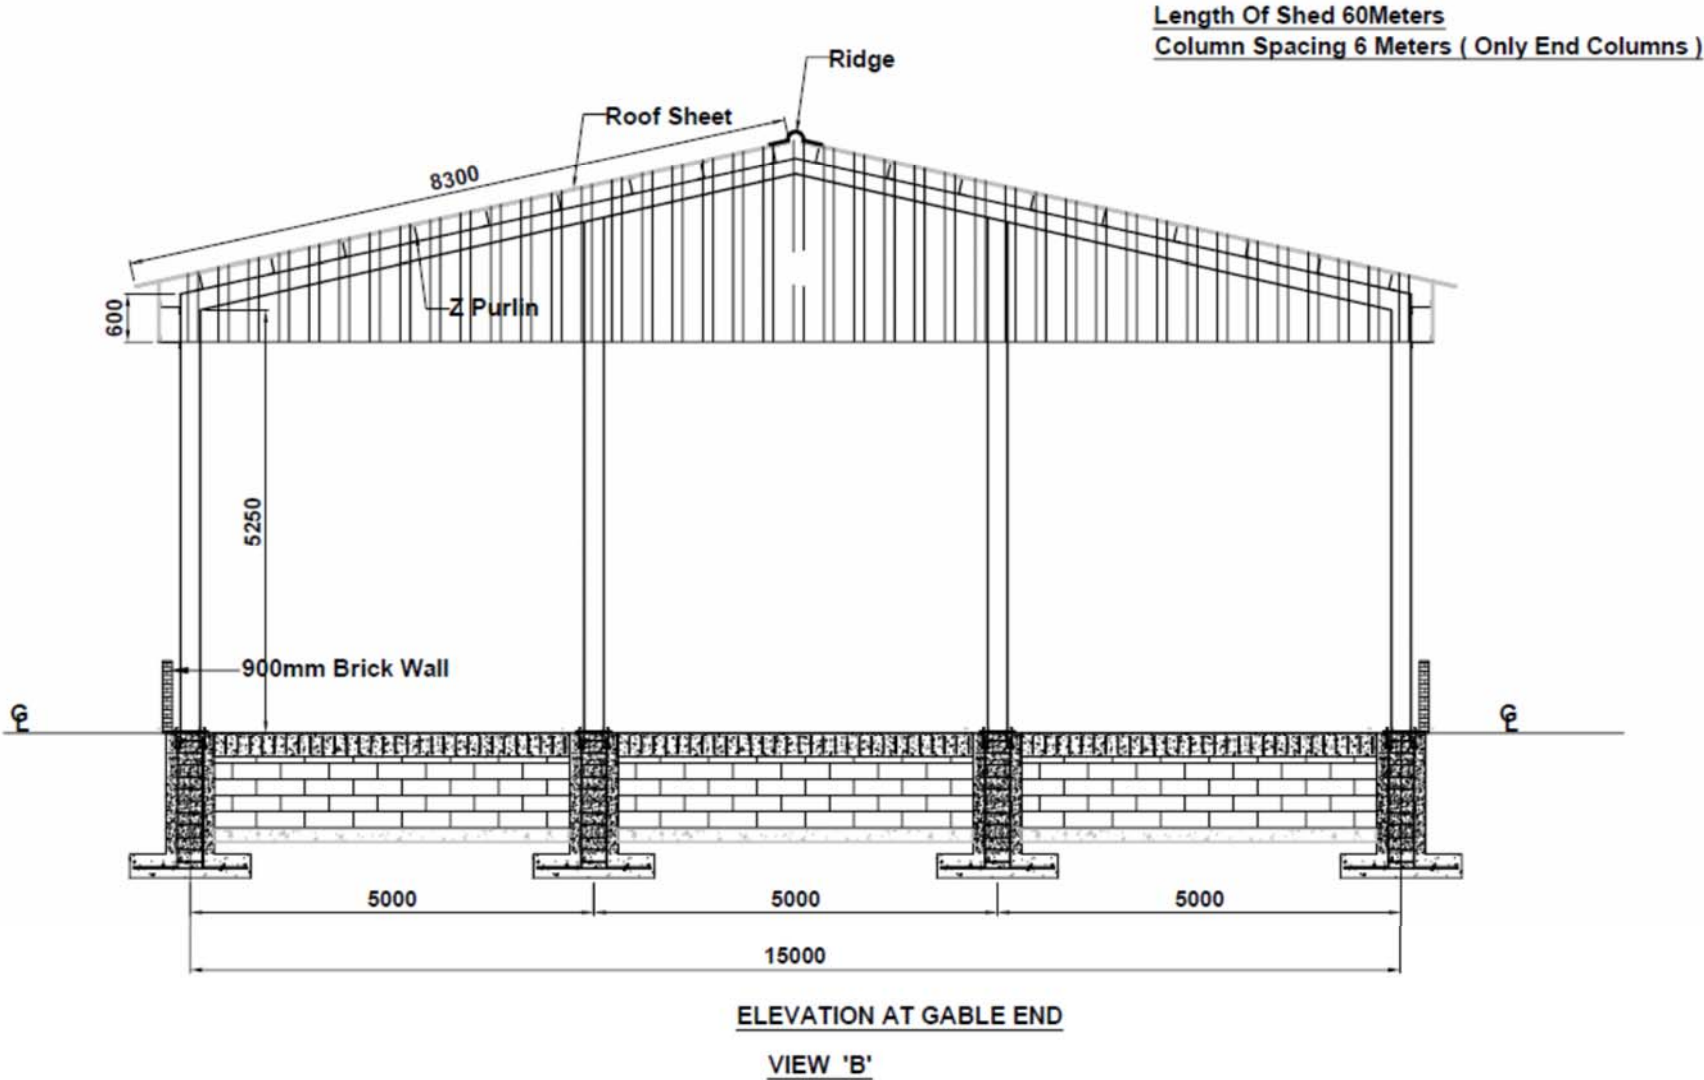 Length Of Shed 60Meters
Column Spacing 6 Meters ( Only End Columns )
Ridge
Roof Sheet
8300
600
Z Purlin
5250
900mm Brick Wall
GL
GL
5000
5000
5000
15000
ELEVATION AT GABLE END
VIEW 'B'